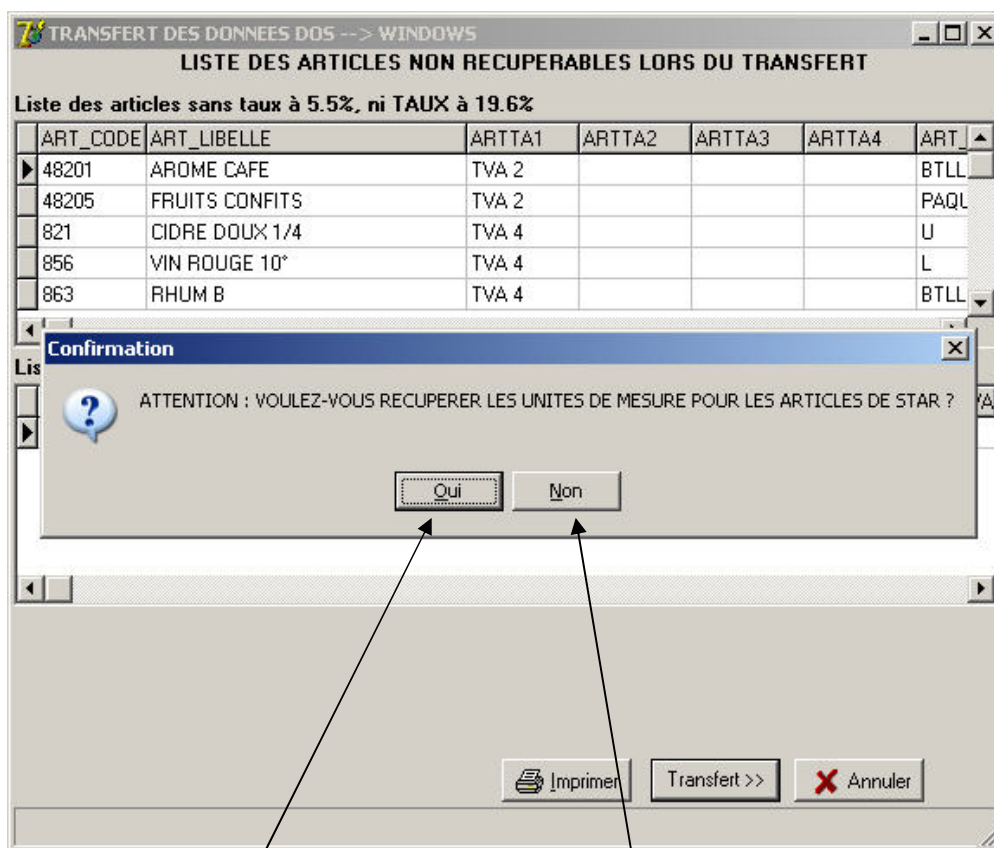 TRANSFERT DES DONNEES DOS --> WINDOWS
LISTE DES ARTICLES NON RECUPERABLES LORS DU TRANSFERT
Liste des articles sans taux à 5.5%, ni TAUX à 19.6%
ART_CODE ART_LIBELLE ARTTA1 ARTTA2 ARTTA3 ARTTA4 ART_
48201 AROME CAFE TVA 2 BTLL
48205 FRUITS CONFITS TVA 2 PAQU
821 CIDRE DOUX 1/4 TVA 4 U
856 VIN ROUGE 10° TVA 4 L
863 RHUM B TVA 4 BTLL
Confirmation
Lis
ATTENTION : VOULEZ-VOUS RECUPERER LES UNITES DE MESURE POUR LES ARTICLES DE STAR ?
Oui Non
Imprimer Transfert >> Annuler